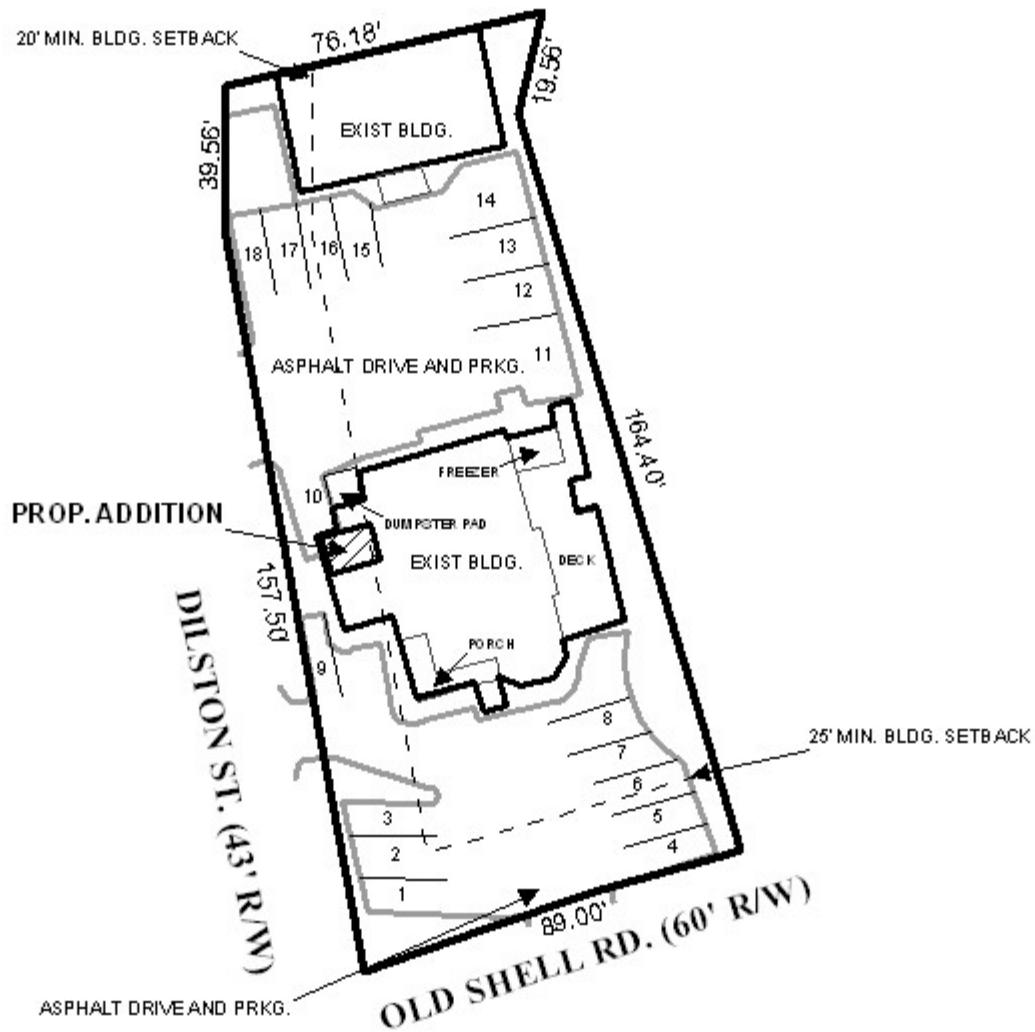 20' MIN. BLDG. SETBACK
76.18'
19.56'
39.56'
EXIST BLDG.
14
13
12
11
18
17
16
15
ASPHALT DRIVE AND PRKG.
164.40'
FREEZER
10
PROP. ADDITION
DUMPSTER PAD
EXIST BLDG.
DECK
157.50'
DILSTON ST. (43' R/W)
PORCH
9
8
7
6
5
4
25' MIN. BLDG. SETBACK
3
2
1
89.00'
OLD SHELL RD. (60' R/W)
ASPHALT DRIVE AND PRKG.